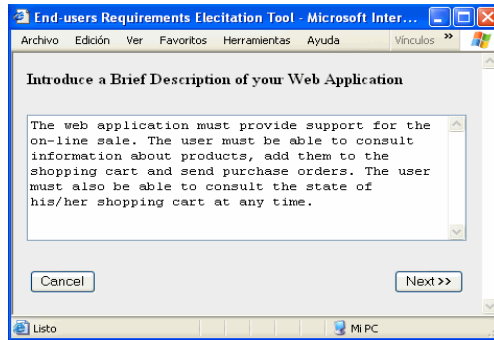 End-users Requirements Elecitation Tool - Microsoft Inter...
Archivo Edición Ver Favoritos Herramientas Ayuda Vínculos »
Introduce a Brief Description of your Web Application
The web application must provide support for the
on-line sale. The user must be able to consult
information about products, add them to the
shopping cart and send purchase orders. The user
must also be able to consult the state of
his/her shopping cart at any time.
Cancel Next >>
Listo Mi PC